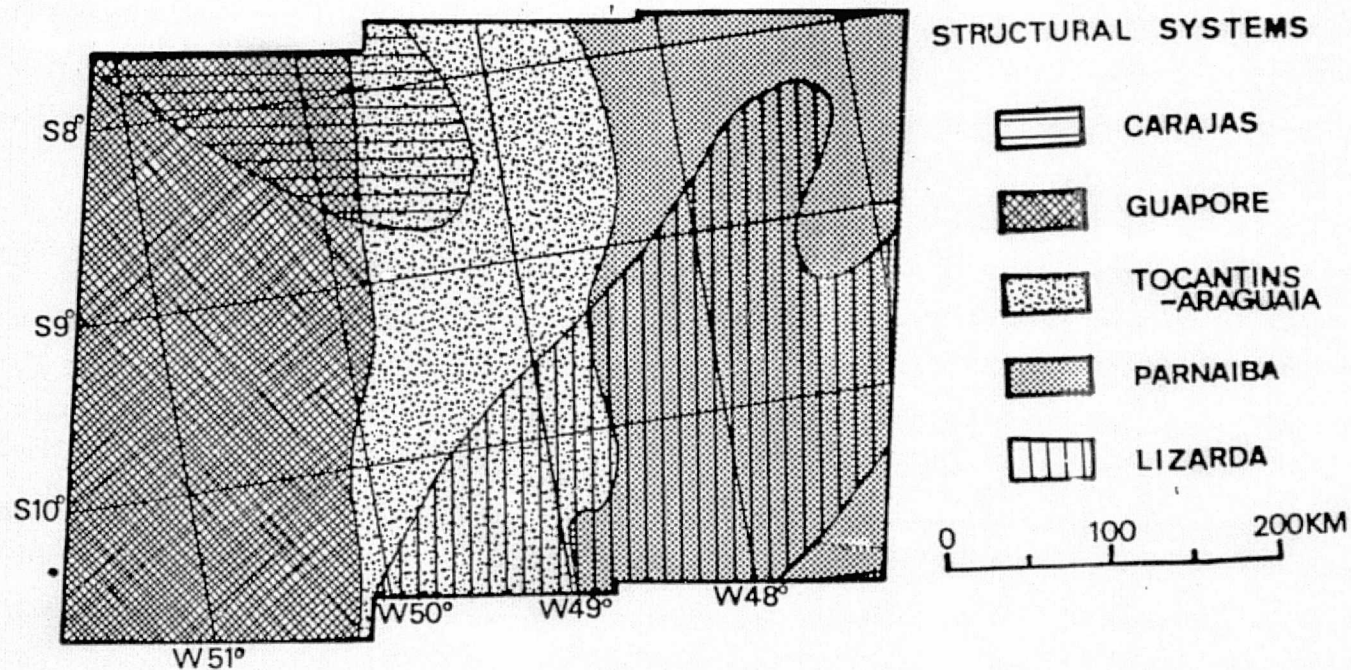 STRUCTURAL SYSTEMS
CARAJAS
GUAPORE
TOCANTINS
-ARAGUAIA
PARNAIBA
LIZARDA
0 100 200KM
S8°
S9°
S10°
W51°
W50°
W49°
W48°